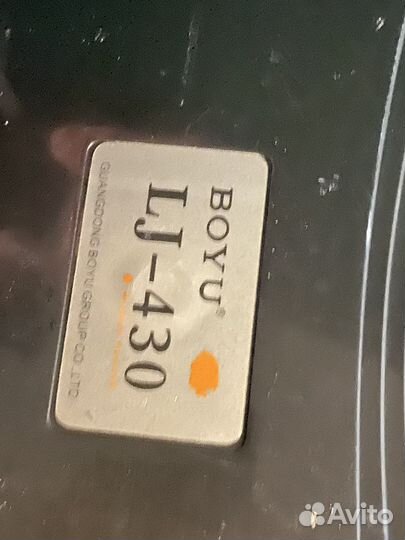 BOYU®
LJ-430
GUANGDONG BOYU GROUP CO., LTD
Avito